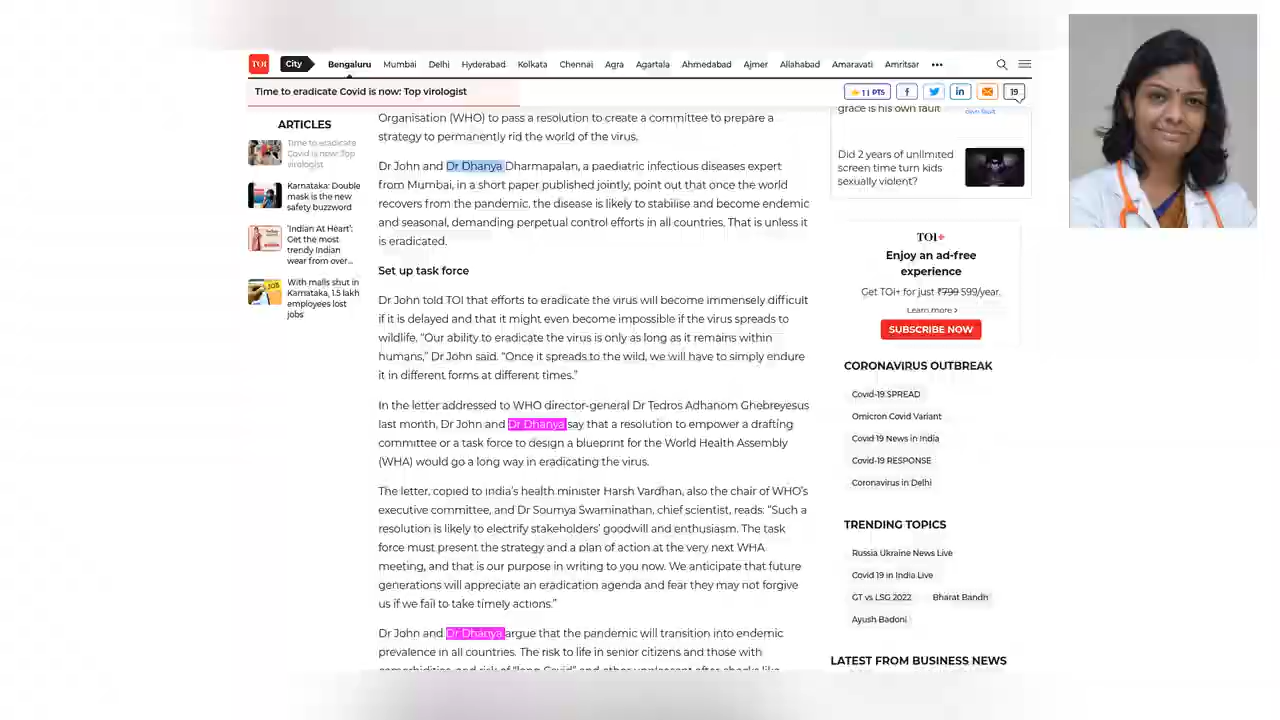 TOI
City
Bengaluru Mumbai Delhi Hyderabad Kolkata Chennai Agra Agartala Ahmedabad Ajmer Allahabad Amaravati Amritsar
Time to eradicate Covid is now: Top virologist
11 PTS
19
ARTICLES
Time to eradicate
Covid is now: Top
virologist
Karnataka: Double
mask is the new
safety buzzword
'Indian At Heart':
Get the most
trendy Indian
wear from over...
With malls shut in
Karnataka, 1.5 lakh
employees lost
jobs
Organisation (WHO) to pass a resolution to create a committee to prepare a
strategy to permanently rid the world of the virus.
Dr John and Dr Dhanya Dharmapalan, a paediatric infectious diseases expert
from Mumbai, in a short paper published jointly, point out that once the world
recovers from the pandemic, the disease is likely to stabilise and become endemic
and seasonal, demanding perpetual control efforts in all countries. That is unless it
is eradicated.
Set up task force
Dr John told TOI that efforts to eradicate the virus will become immensely difficult
if it is delayed and that it might even become impossible if the virus spreads to
wildlife. “Our ability to eradicate the virus is only as long as it remains within
humans,” Dr John said. “Once it spreads to the wild, we will have to simply endure
it in different forms at different times.”
In the letter addressed to WHO director-general Dr Tedros Adhanom Ghebreyesus
last month, Dr John and Dr Dhanya say that a resolution to empower a drafting
committee or a task force to design a blueprint for the World Health Assembly
(WHA) would go a long way in eradicating the virus.
The letter, copied to India’s health minister Harsh Vardhan, also the chair of WHO’s
executive committee, and Dr Soumya Swaminathan, chief scientist, reads: “Such a
resolution is likely to electrify stakeholders’ goodwill and enthusiasm. The task
force must present the strategy and a plan of action at the very next WHA
meeting, and that is our purpose in writing to you now. We anticipate that future
generations will appreciate an eradication agenda and fear they may not forgive
us if we fail to take timely actions.”
Dr John and Dr Dhanya argue that the pandemic will transition into endemic
prevalence in all countries. The risk to life in senior citizens and those with
grace is his own fault
own fault
Did 2 years of unlimited
screen time turn kids
sexually violent?
TOI+
Enjoy an ad-free
experience
Get TOI+ for just ₹799 599/year.
Learn more >
SUBSCRIBE NOW
CORONAVIRUS OUTBREAK
Covid-19 SPREAD
Omicron Covid Variant
Covid 19 News in India
Covid-19 RESPONSE
Coronavirus in Delhi
TRENDING TOPICS
Russia Ukraine News Live
Covid 19 in India Live
GT vs LSG 2022 Bharat Bandh
Ayush Badoni
LATEST FROM BUSINESS NEWS